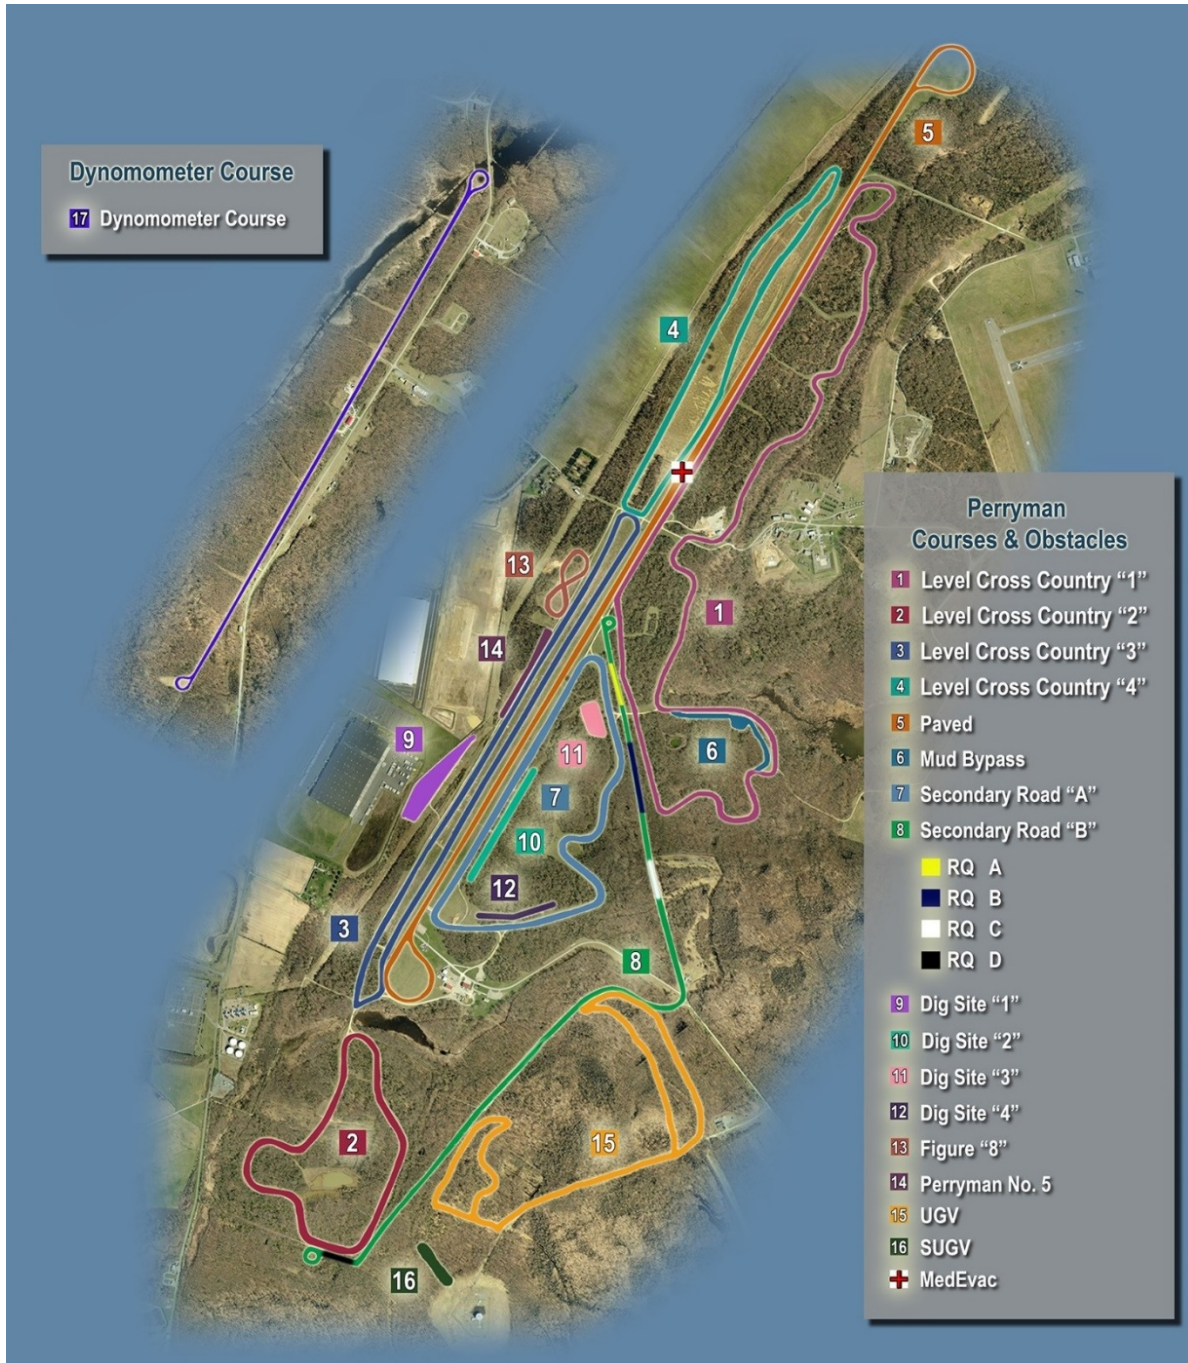 Dynomometer Course
17 Dynomometer Course
5
4
13
1
14
9
6
11
7
10
12
3
8
2
15
16
Perryman
Courses & Obstacles
1 Level Cross Country “1”
2 Level Cross Country “2”
3 Level Cross Country “3”
4 Level Cross Country “4”
5 Paved
6 Mud Bypass
7 Secondary Road “A”
8 Secondary Road “B”
RQ A
RQ B
RQ C
RQ D
9 Dig Site “1”
10 Dig Site “2”
11 Dig Site “3”
12 Dig Site “4”
13 Figure “8”
14 Perryman No. 5
15 UGV
16 SUGV
MedEvac